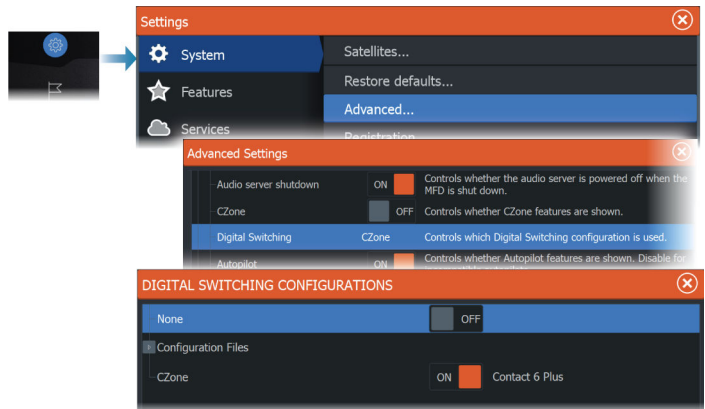 Settings
System
Satellites...
Features
Restore defaults...
Advanced...
Services
Registration
Advanced Settings
Audio server shutdown ON Controls whether the audio server is powered off when the
MFD is shut down.
CZone OFF Controls whether CZone features are shown.
Digital Switching CZone Controls which Digital Switching configuration is used.
Autopilot ON Controls whether Autopilot features are shown. Disable for
DIGITAL SWITCHING CONFIGURATIONS
None OFF
Configuration Files
CZone ON Contact 6 Plus